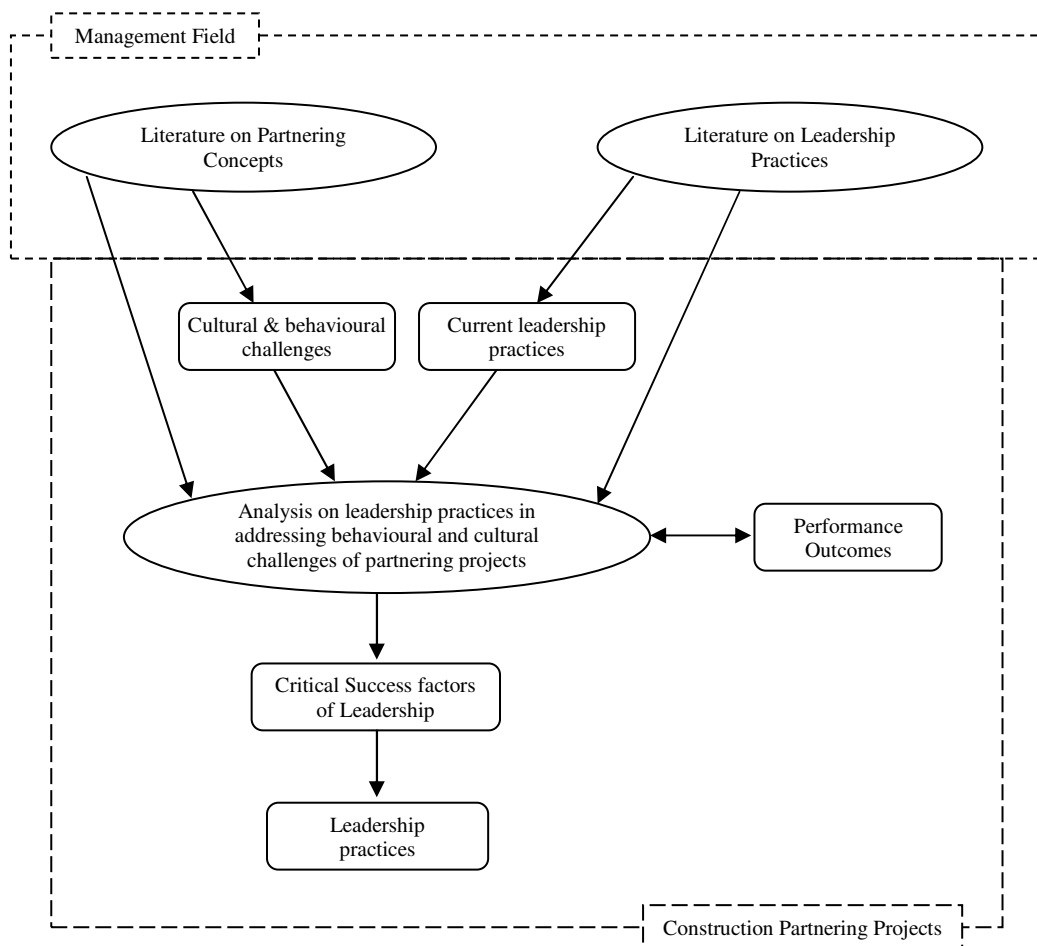 Management Field
Literature on Partnering
Concepts
Literature on Leadership
Practices
Cultural & behavioural
challenges
Current leadership
practices
Analysis on leadership practices in
addressing behavioural and cultural
challenges of partnering projects
Performance
Outcomes
Critical Success factors
of Leadership
Leadership
practices
Construction Partnering Projects